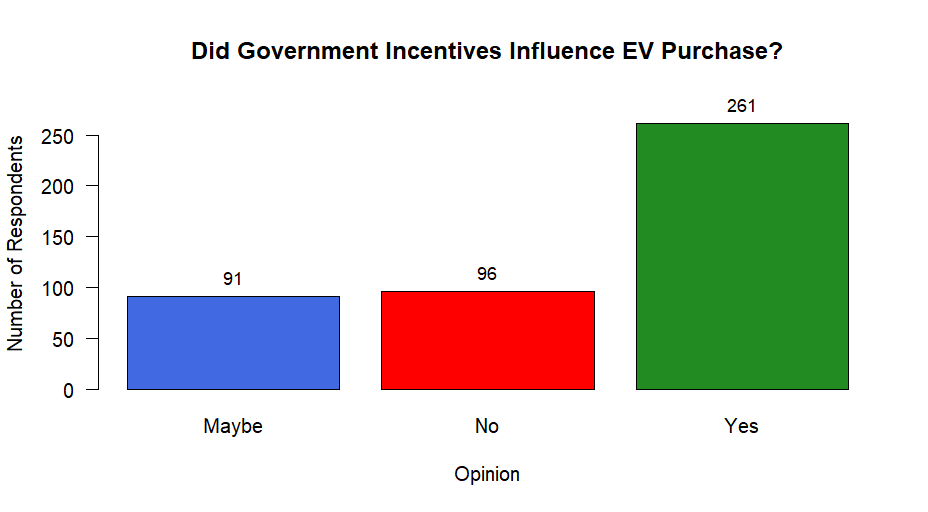 Did Government Incentives Influence EV Purchase?
Number of Respondents
250
200
150
100
50
0
91
96
261
Maybe
No
Yes
Opinion